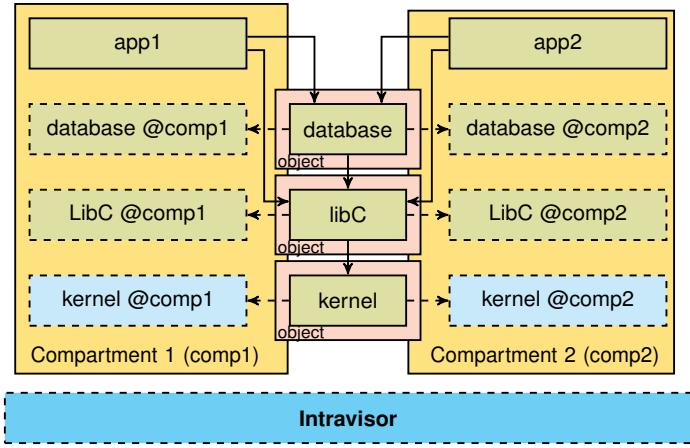 app1
app2
database @comp1
database
database @comp2
object
LibC @comp1
libC
LibC @comp2
object
kernel @comp1
kernel
kernel @comp2
object
Compartment 1 (comp1)
Compartment 2 (comp2)
Intravisor